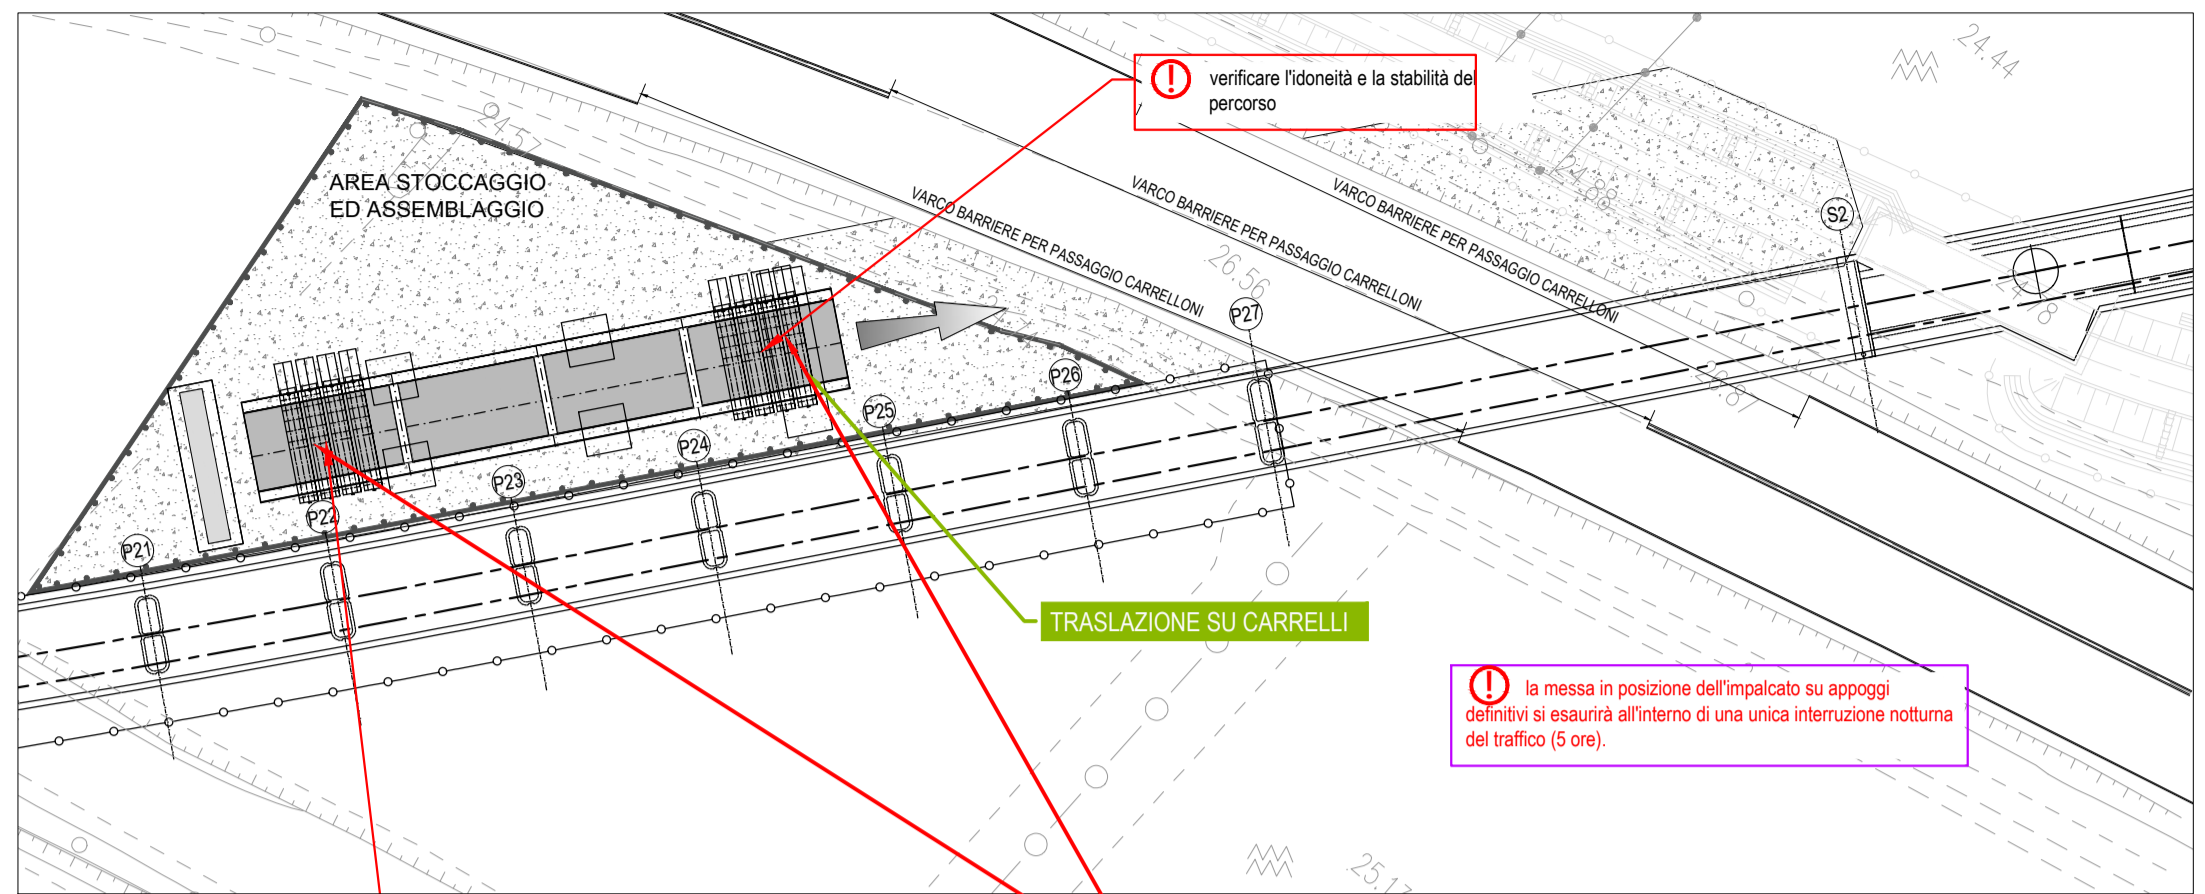 24.44
verificare l'idoneità e la stabilità del
percorso
24.57
AREA STOCCAGGIO
ED ASSEMBLAGGIO
24.88
VARCO BARRIERE PER PASSAGGIO CARRELLONI
VARCO BARRIERE PER PASSAGGIO CARRELLONI
VARCO BARRIERE PER PASSAGGIO CARRELLONI
S2
26.56
P27
P26
P25
P24
P23
P22
P21
TRASLAZIONE SU CARRELLI
la messa in posizione dell'impalcato su appoggi
definitivi si esaurirà all'interno di una unica interruzione notturna
del traffico (5 ore).